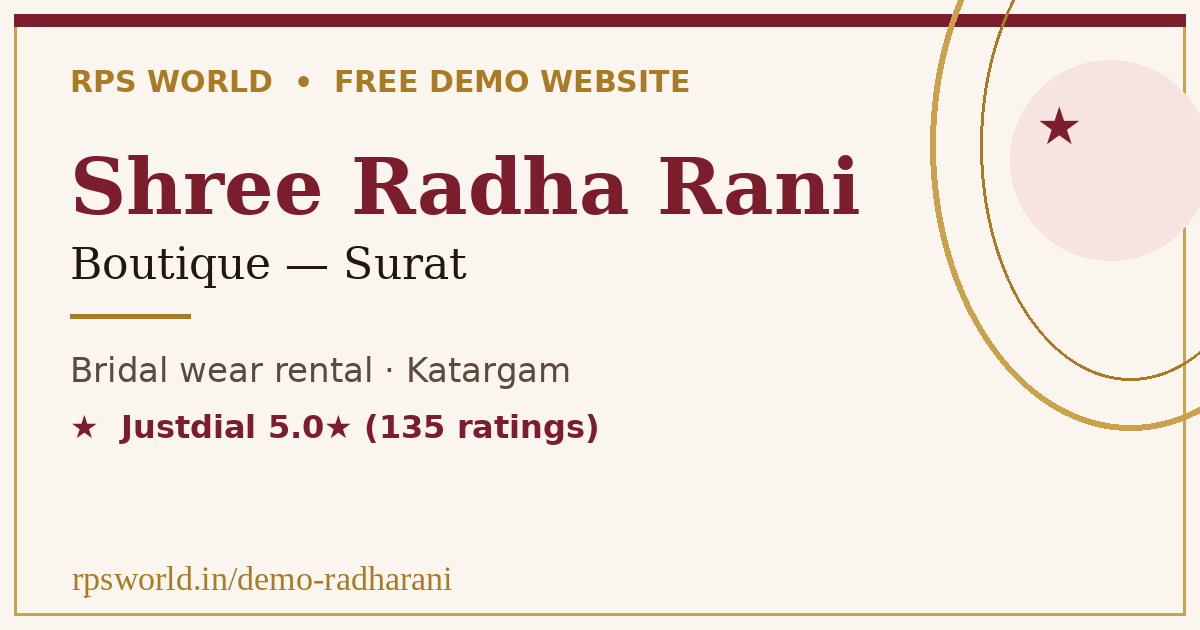 RPS WORLD • FREE DEMO WEBSITE
Shree Radha Rani
Boutique — Surat
Bridal wear rental · Katargam
★ Justdial 5.0★ (135 ratings)
rpsworld.in/demo-radharani